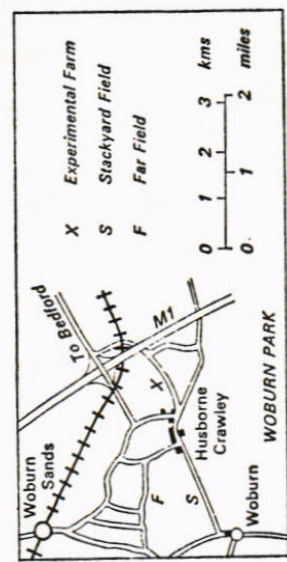 Woburn
Sands
To Bedford
M1
X
F
S
Husborne
Crawley
Woburn
WOBURN PARK
X Experimental Farm
S Stackyard Field
F Far Field
0 1 2 3 kms
0 1 2 miles